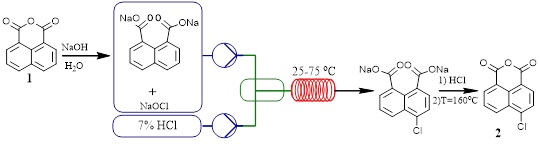 O O O
1
NaOH
H₂O
NaO O O ONa
+
NaOCl
7% HCl
25-75 ºC
NaO O O ONa
Cl
1) HCl
2)T=160°C
O O O
Cl
2